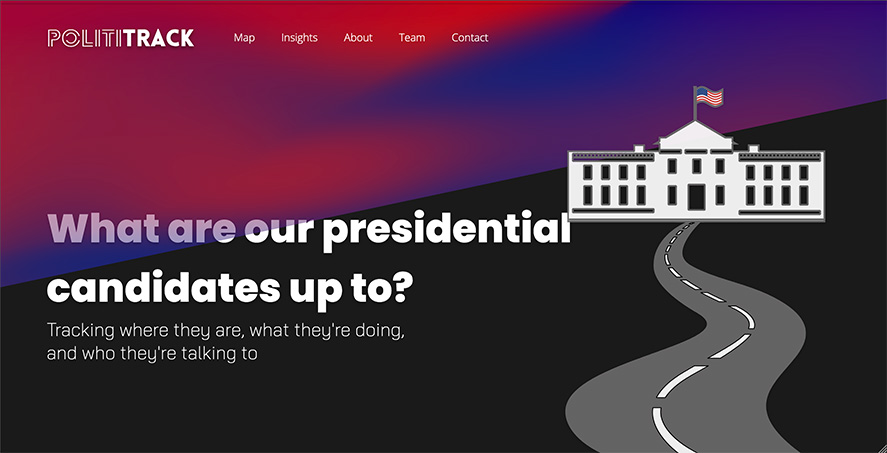 POLITITRACK
Map Insights About Team Contact
What are our presidential
candidates up to?
Tracking where they are, what they're doing,
and who they're talking to